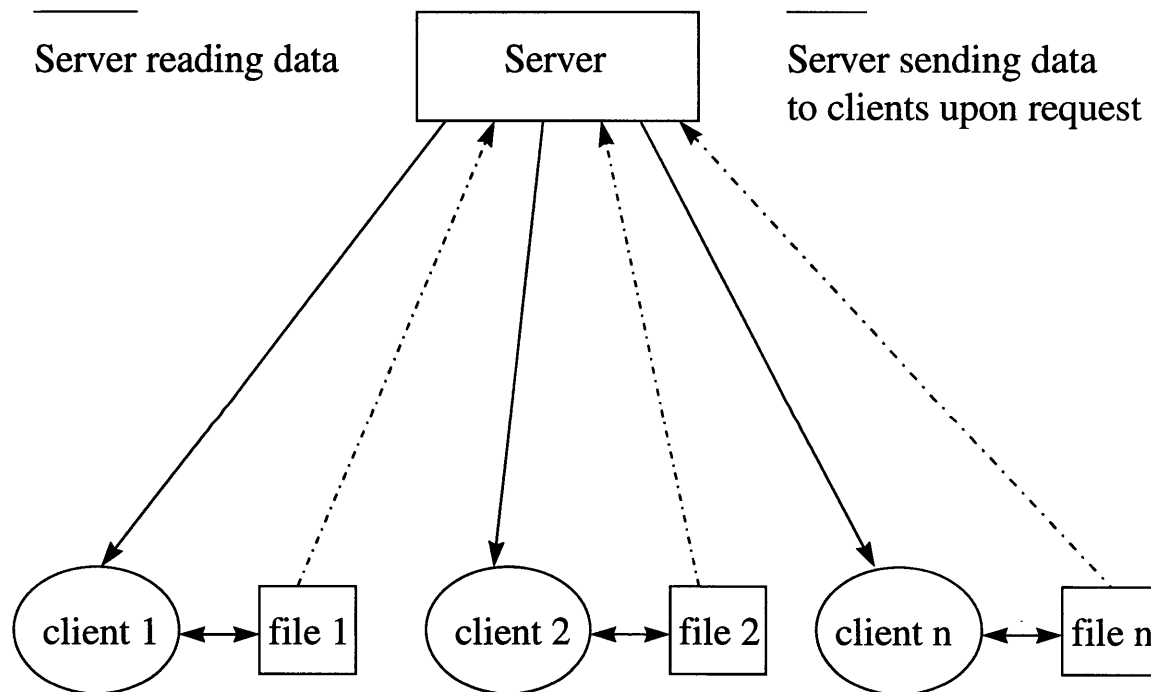 Server reading data
Server
Server sending data
to clients upon request
client 1
file 1
client 2
file 2
client n
file n